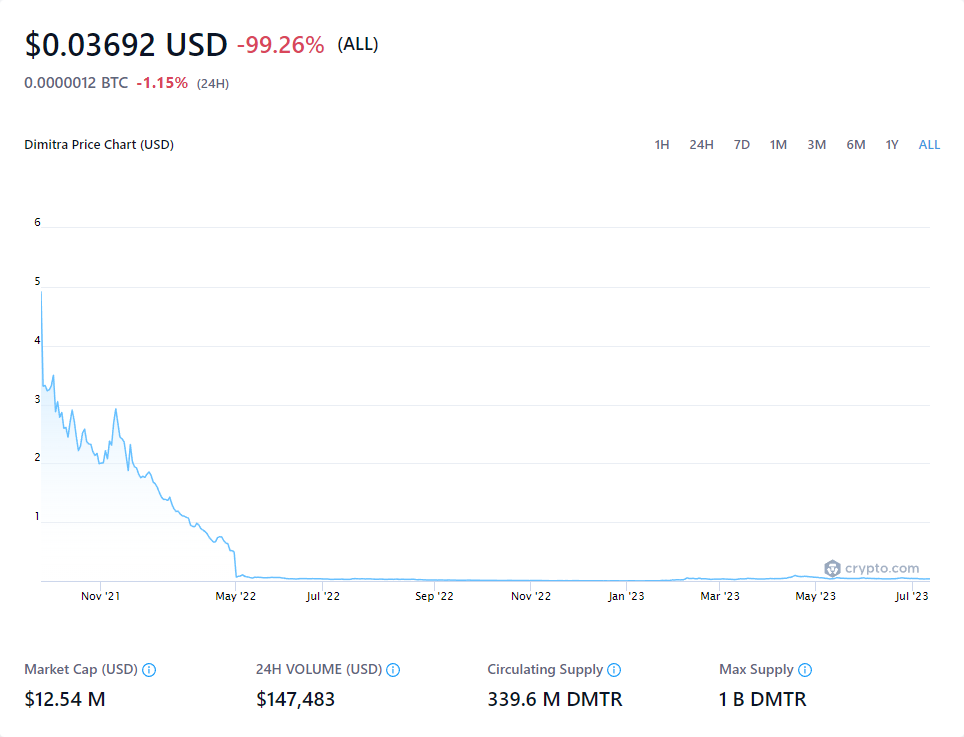 $0.03692 USD -99.26% (ALL)
0.0000012 BTC -1.15% (24H)
Dimitra Price Chart (USD) 1H 24H 7D 1M 3M 6M 1Y ALL
6
5
4
3
2
1
crypto.com
Nov '21 May '22 Jul '22 Sep '22 Nov '22 Jan '23 Mar '23 May '23 Jul '23
Market Cap (USD) 24H VOLUME (USD) Circulating Supply Max Supply
$12.54 M $147,483 339.6 M DMTR 1 B DMTR